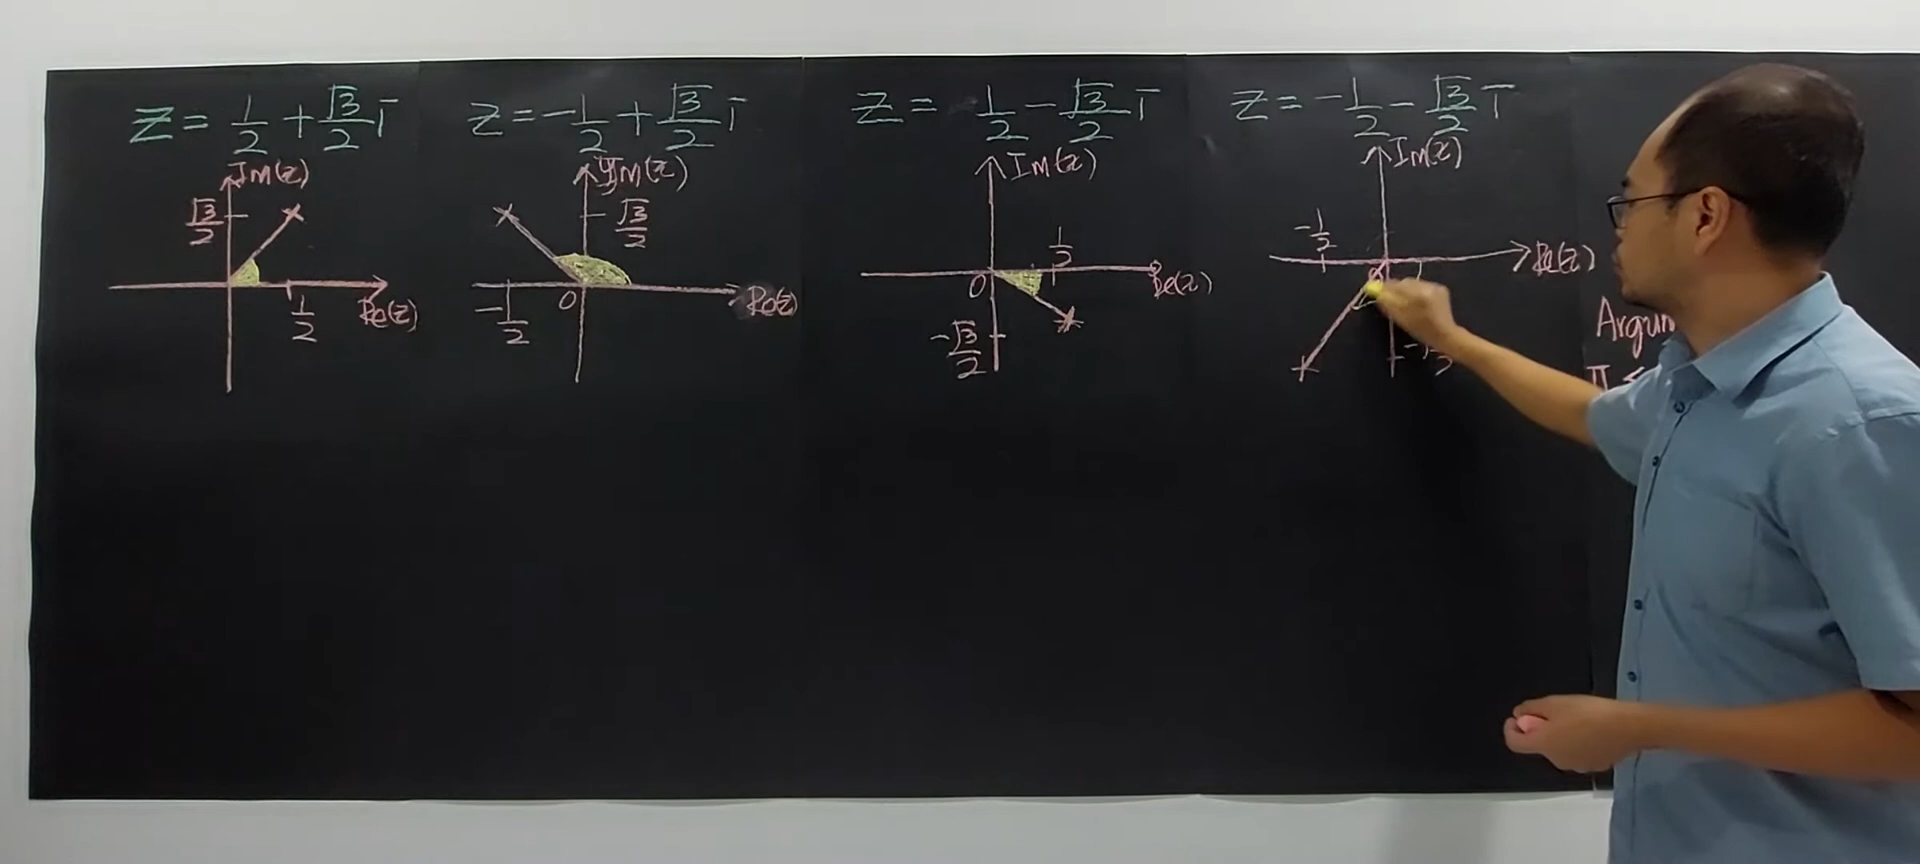 Z = 1/2 + √3/2 i
Im(z)
√3/2
1/2
Re(z)
Z = -1/2 + √3/2 i
Im(z)
√3/2
-1/2
0
Re(z)
Z = 1/2 - √3/2 i
Im(z)
1/2
0
Re(z)
-√3/2
Z = -1/2 - √3/2 i
Im(z)
-1/2
0
Re(z)